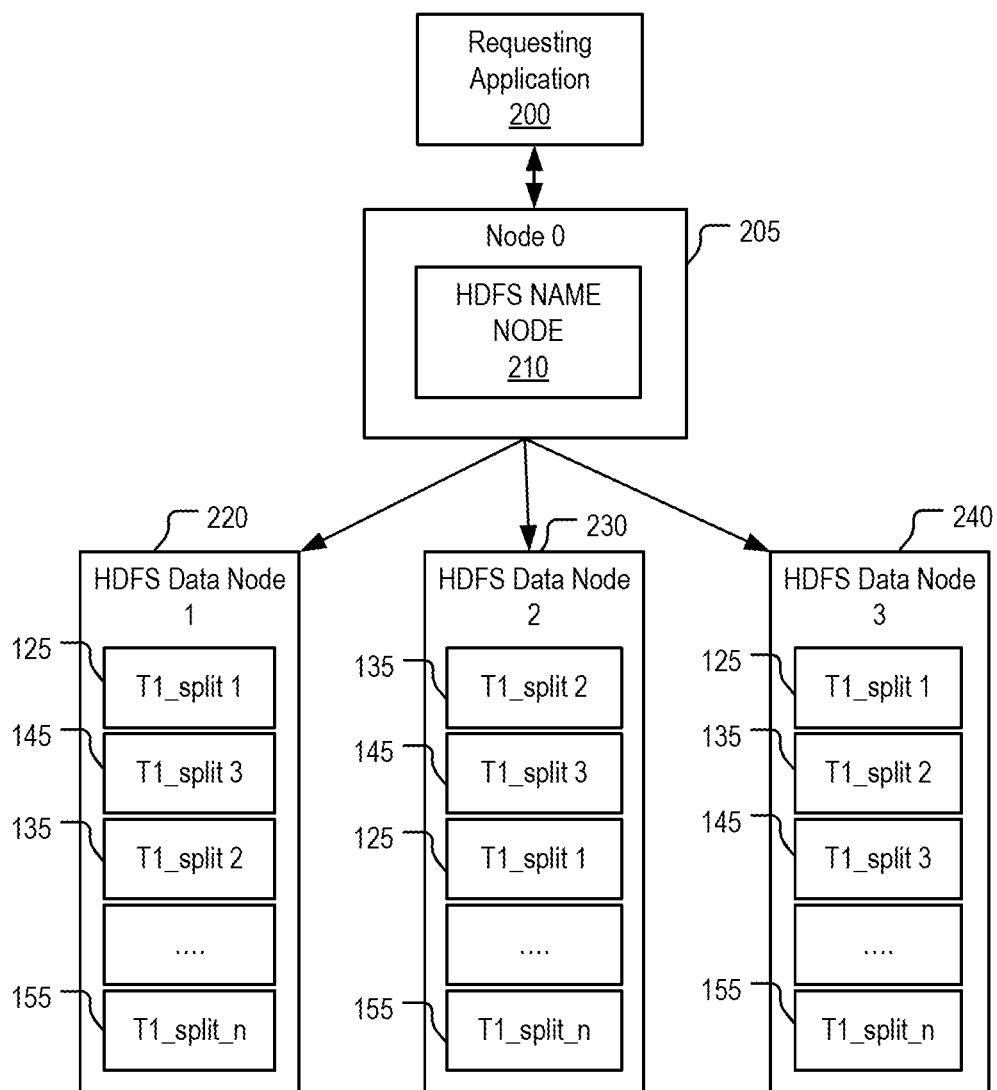 Requesting
Application
200
Node 0
205
HDFS NAME
NODE
210
220
230
240
HDFS Data Node
1
125
T1_split 1
145
T1_split 3
135
T1_split 2
....
155
T1_split_n
HDFS Data Node
2
135
T1_split 2
145
T1_split 3
125
T1_split 1
....
155
T1_split_n
HDFS Data Node
3
125
T1_split 1
135
T1_split 2
145
T1_split 3
....
155
T1_split_n